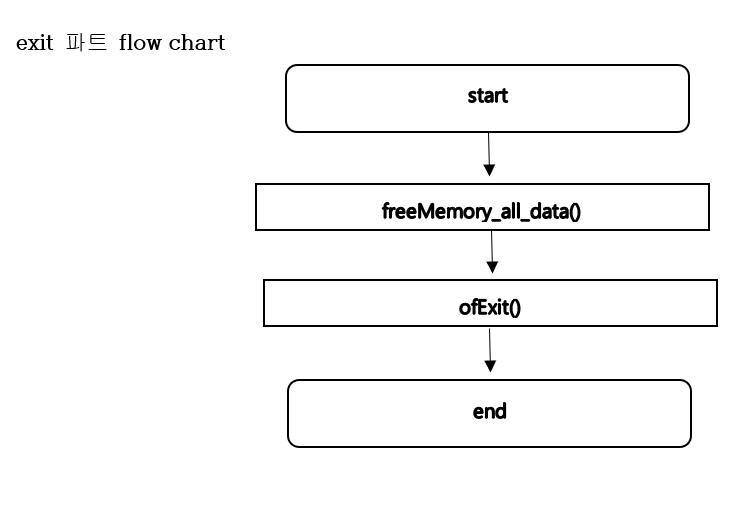 exit 파트 flow chart
start
freeMemory_all_data()
ofExit()
end